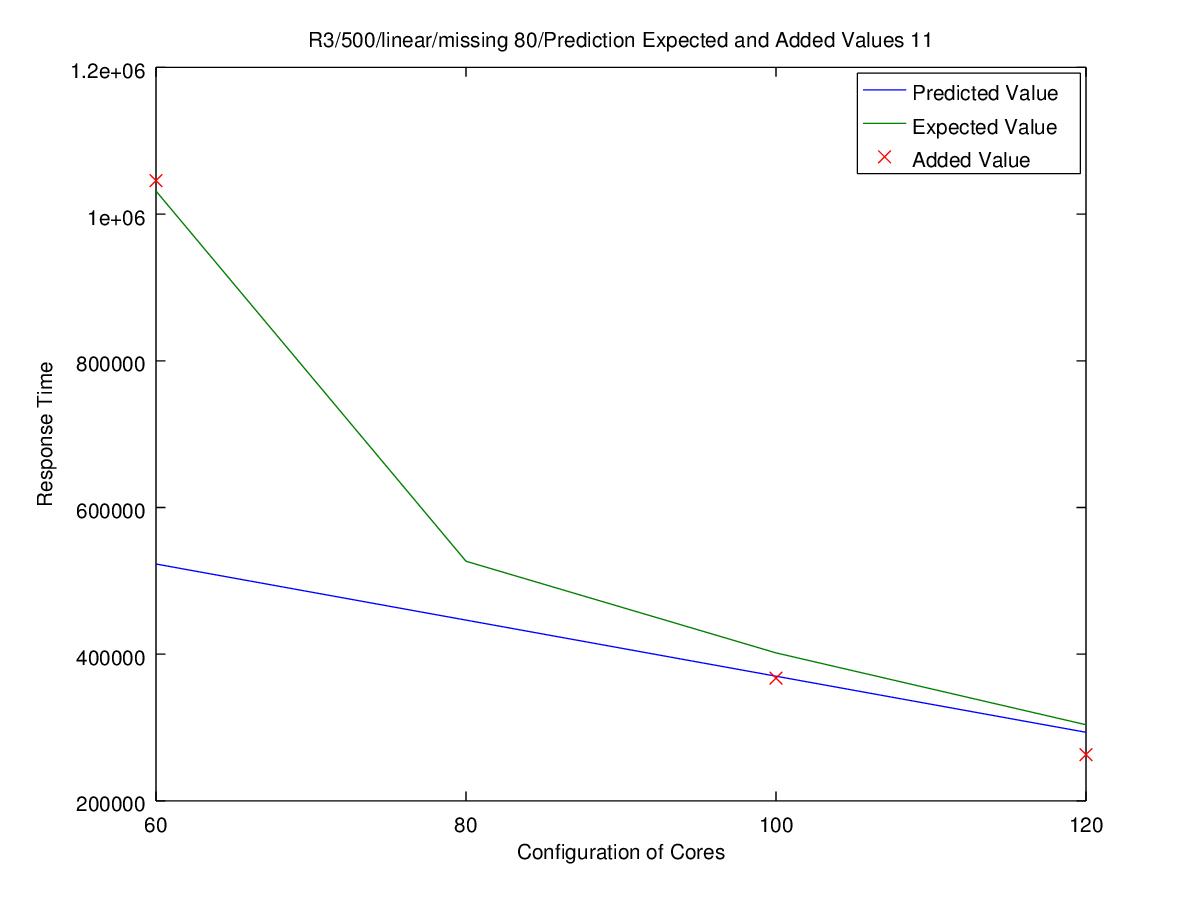 R3/500/linear/missing 80/Prediction Expected and Added Values 11
1.2e+06
1e+06
800000
600000
400000
200000
Response Time
Predicted Value
Expected Value
Added Value
60 80 100 120
Configuration of Cores